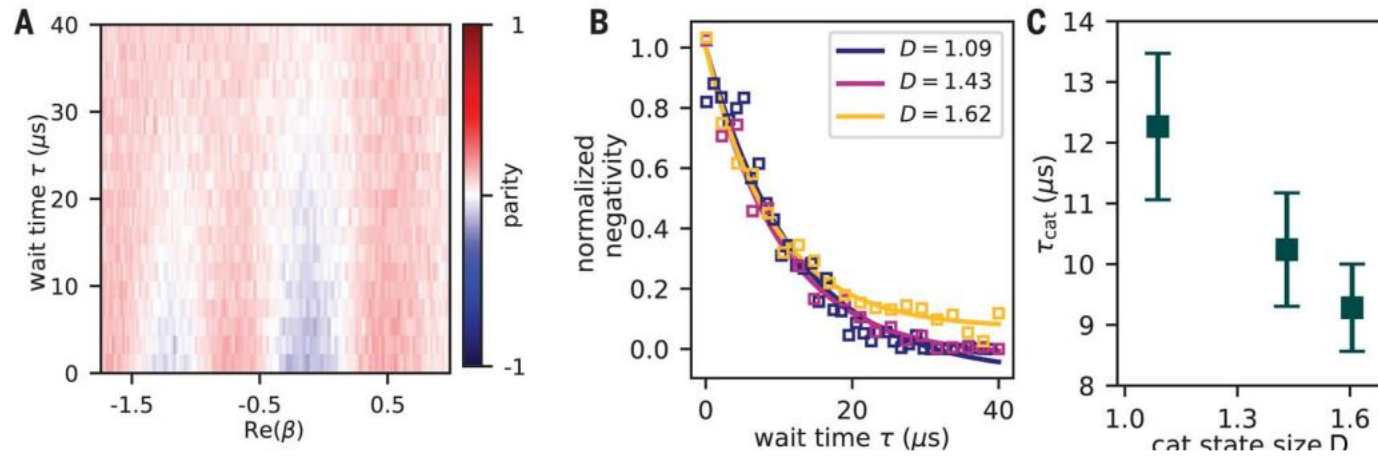 A
40
30
20
10
0
wait time τ (μs)
-1.5
-0.5
0.5
Re(β)
1
parity
-1
B
1.0
0.8
0.6
0.4
0.2
0.0
normalized
negativity
D = 1.09
D = 1.43
D = 1.62
0
20
40
wait time τ (μs)
C
14
13
12
11
10
9
8
τcat (μs)
1.0
1.3
1.6
cat state size D